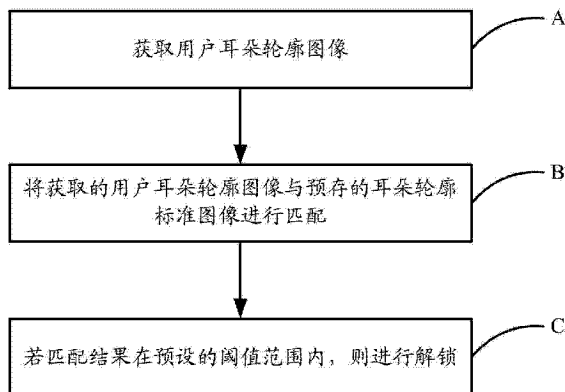 获取用户耳朵轮廓图像
A
将获取的用户耳朵轮廓图像与预存的耳朵轮廓
标准图像进行匹配
B
若匹配结果在预设的阈值范围内，则进行解锁
C